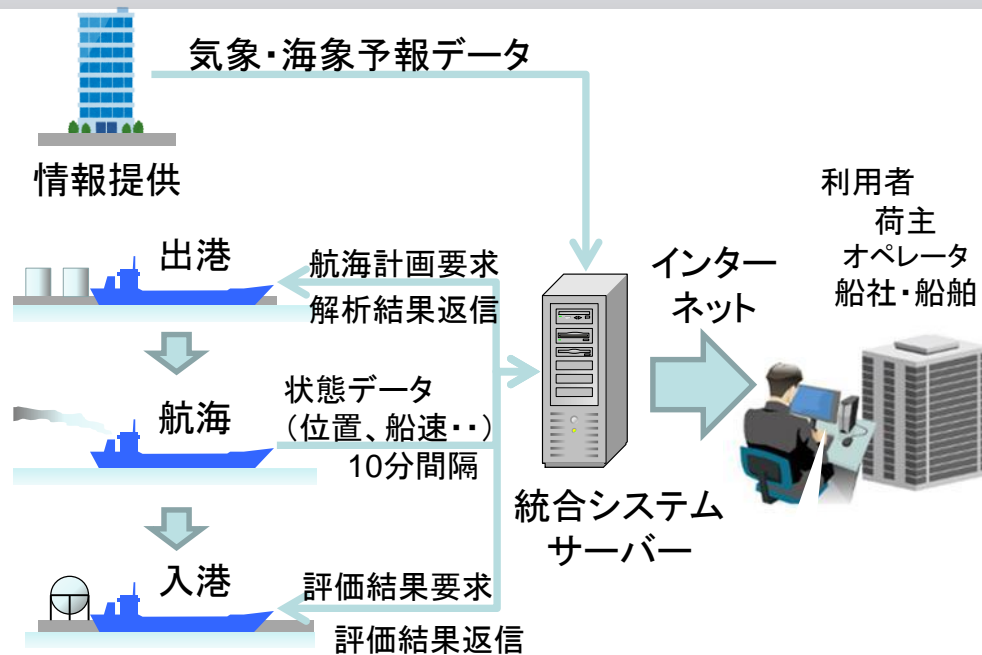 気象・海象予報データ
情報提供
出港
航海計画要求
解析結果返信
航海
状態データ
（位置、船速・・）
10分間隔
入港
評価結果要求
評価結果返信
統合システム
サーバー
インター
ネット
利用者
荷主
オペレータ
船社・船舶